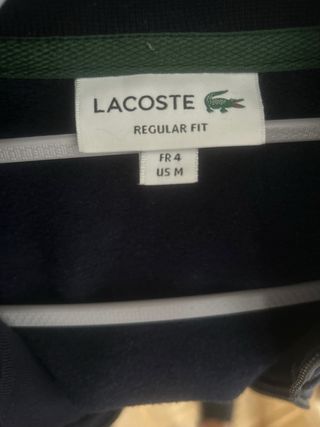 LACOSTE
REGULAR FIT
FR 4
US M